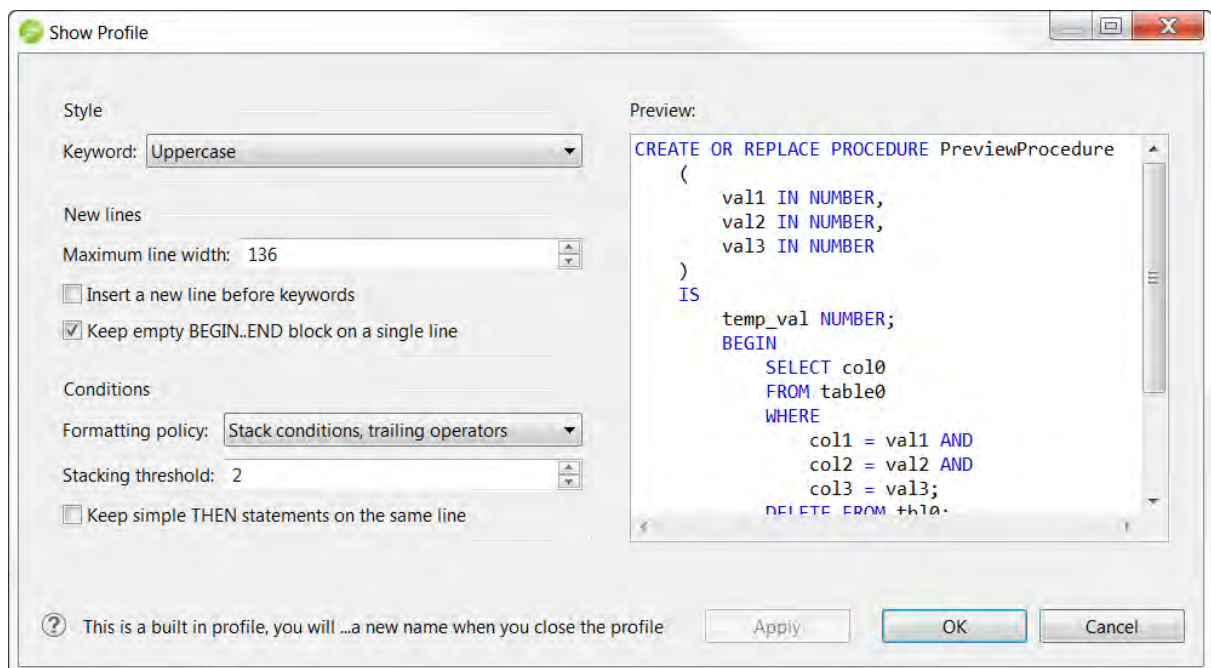 Show Profile
Style
Keyword: Uppercase
New lines
Maximum line width: 136
Insert a new line before keywords
Keep empty BEGIN..END block on a single line
Conditions
Formatting policy: Stack conditions, trailing operators
Stacking threshold: 2
Keep simple THEN statements on the same line
Preview:
CREATE OR REPLACE PROCEDURE PreviewProcedure
(
val1 IN NUMBER,
val2 IN NUMBER,
val3 IN NUMBER
)
IS
temp_val NUMBER;
BEGIN
SELECT col0
FROM table0
WHERE
col1 = val1 AND
col2 = val2 AND
col3 = val3;
DELETE FROM tbl0;
This is a built in profile, you will ...a new name when you close the profile
Apply
OK
Cancel